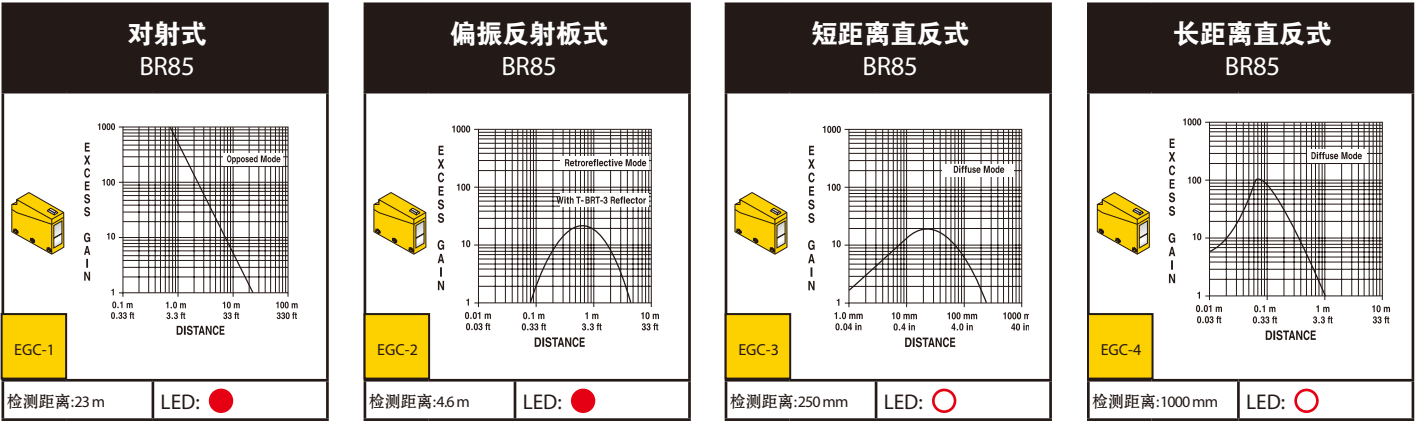 对射式
BR85
EXCESS GAIN
1000
100
10
1
Opposed Mode
0.1 m 1.0 m 10 m 100 m
0.33 ft 3.3 ft 33 ft 330 ft
DISTANCE
EGC-1
检测距离:23 m
LED:
偏振反射板式
BR85
EXCESS GAIN
1000
100
10
1
Retroreflective Mode
With T-BRT-3 Reflector
0.01 m 0.1 m 1 m 10 m
0.03 ft 0.33 ft 3.3 ft 33 ft
DISTANCE
EGC-2
检测距离:4.6 m
LED:
短距离直反式
BR85
EXCESS GAIN
1000
100
10
1
Diffuse Mode
1.0 mm 10 mm 100 mm 1000 
0.04 in 0.4 in 4.0 in 40 in
DISTANCE
EGC-3
检测距离:250 mm
LED:
长距离直反式
BR85
EXCESS GAIN
1000
100
10
1
Diffuse Mode
0.01 m 0.1 m 1 m 10 m
0.03 ft 0.33 ft 3.3 ft 33 ft
DISTANCE
EGC-4
检测距离:1000 mm
LED: